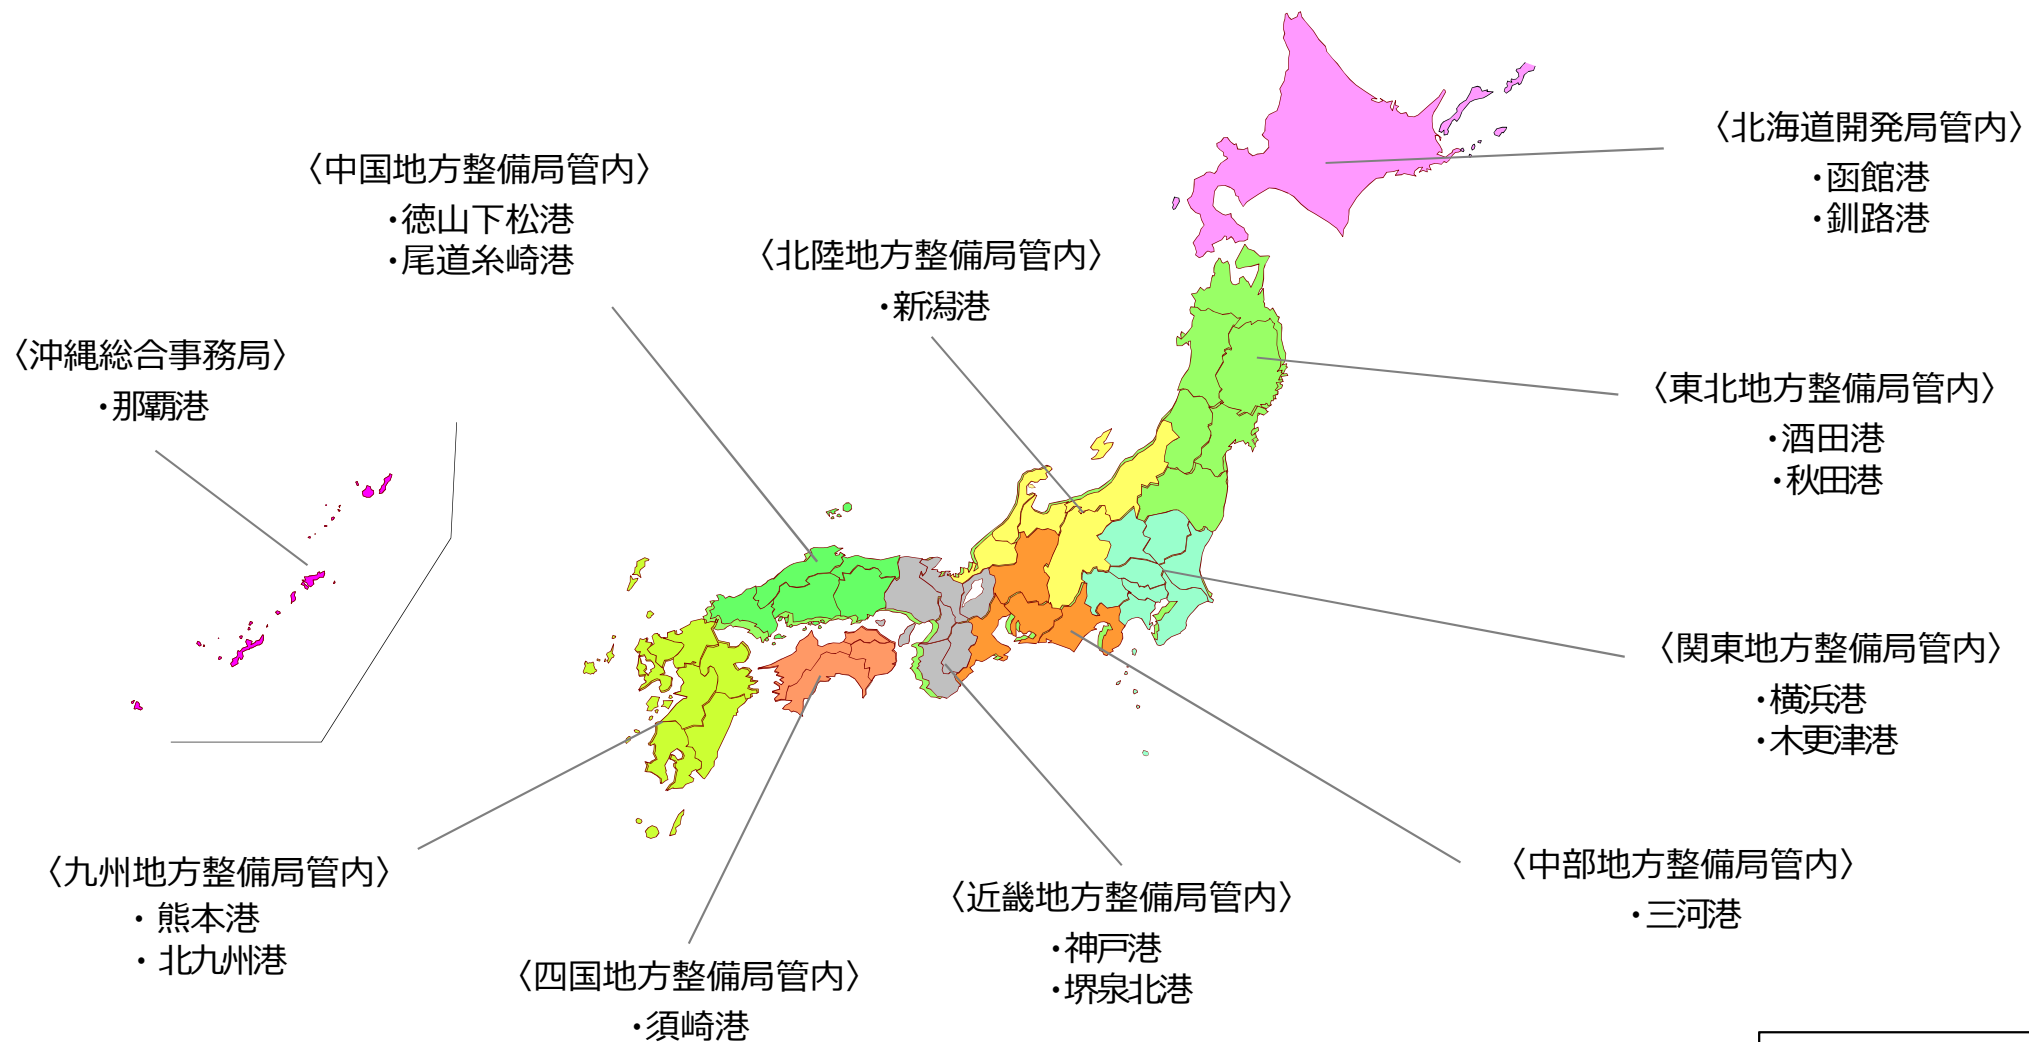 〈北海道開発局管内〉
・函館港
・釧路港
〈中国地方整備局管内〉
・徳山下松港
・尾道糸崎港
〈北陸地方整備局管内〉
・新潟港
〈沖縄総合事務局〉
・那覇港
〈東北地方整備局管内〉
・酒田港
・秋田港
〈関東地方整備局管内〉
・横浜港
・木更津港
〈中部地方整備局管内〉
・三河港
〈九州地方整備局管内〉
・熊本港
・北九州港
〈近畿地方整備局管内〉
・神戸港
・堺泉北港
〈四国地方整備局管内〉
・須崎港